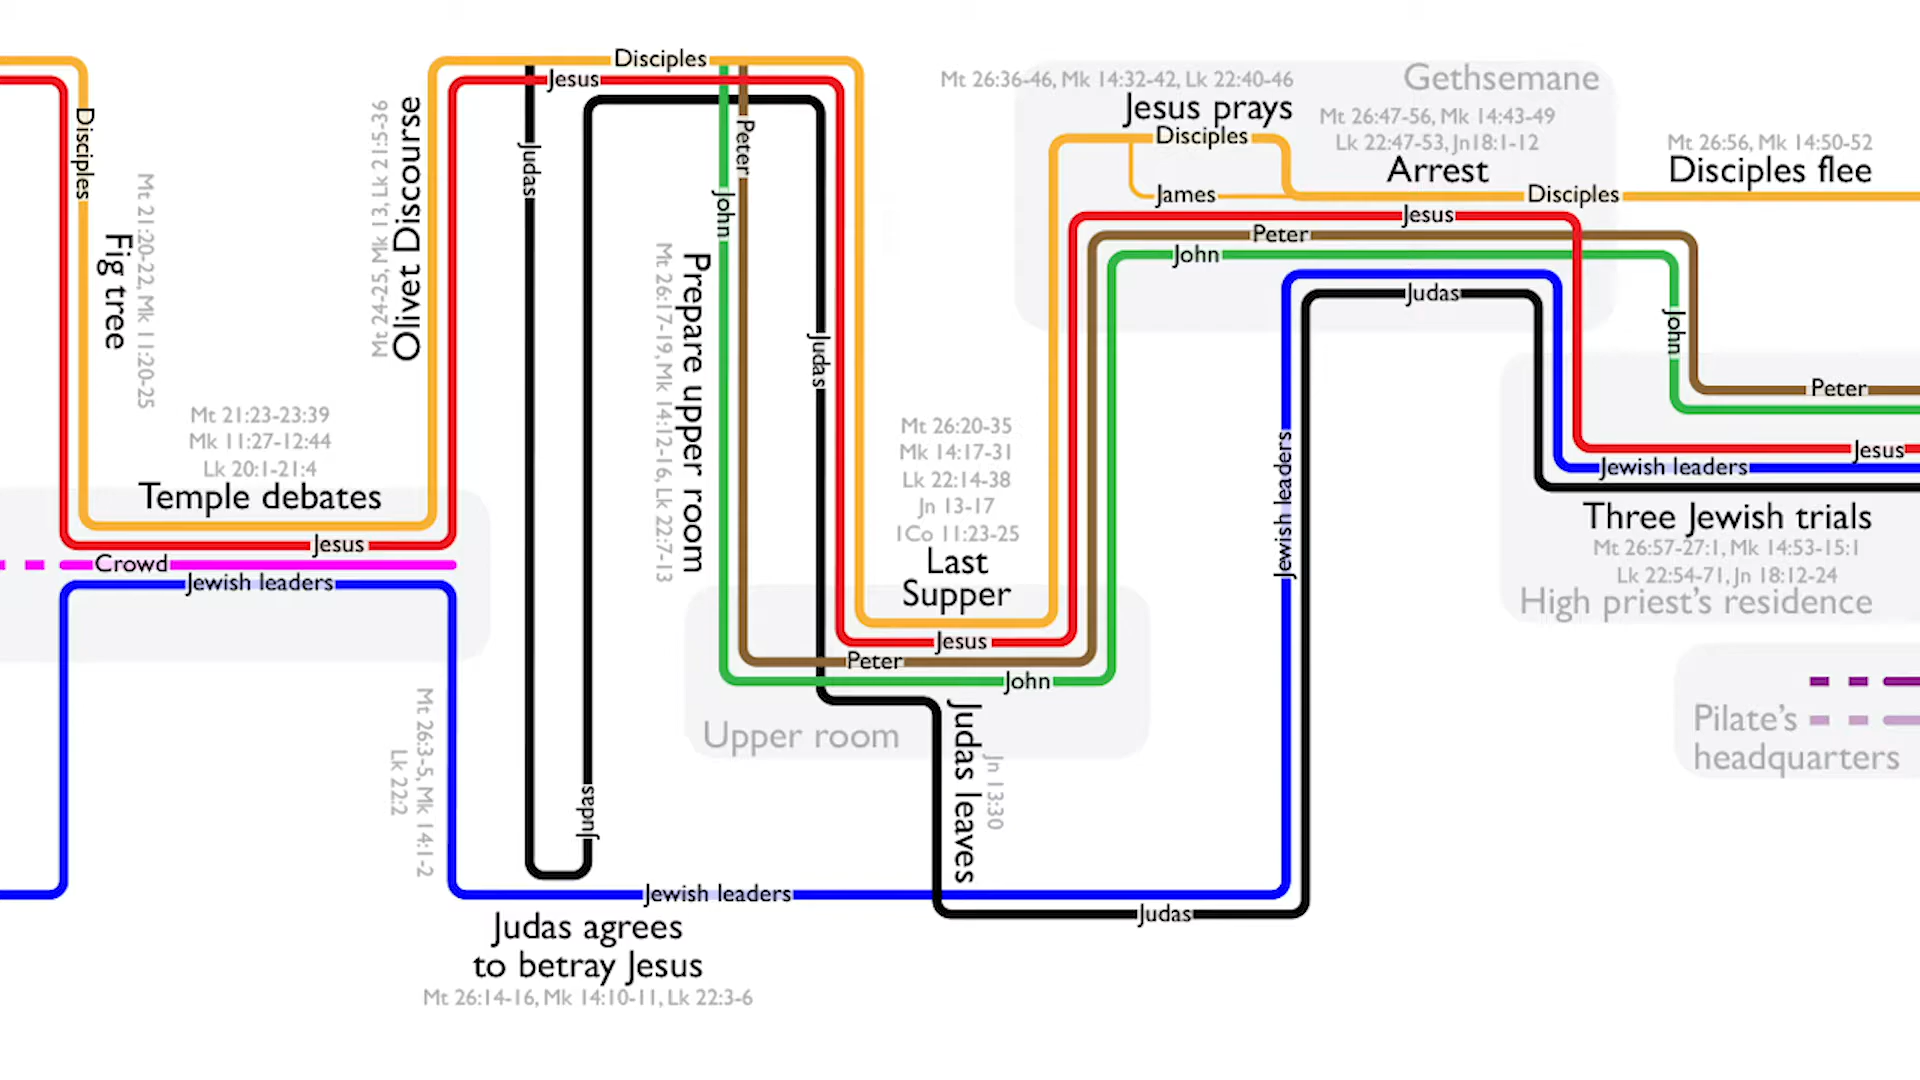 Disciples
Fig tree
Mt 21:20-22, Mk 11:20-25
Mt 21:23-23:39
Mk 11:27-12:44
Lk 20:1-21:4
Temple debates
Jesus
Crowd
Jewish leaders
Mt 24-25, Mk 13, Lk 21:5-36
Olivet Discourse
Mt 26:3-5, Mk 14:1-2
Lk 22:2
Disciples
Jesus
Judas
Judas
Jewish leaders
Judas agrees
to betray Jesus
Mt 26:14-16, Mk 14:10-11, Lk 22:3-6
Peter
John
Prepare upper room
Mt 26:17-19, Mk 14:12-16, Lk 22:7-13
Judas
Mt 26:20-35
Mk 14:17-31
Lk 22:14-38
Jn 13-17
1Co 11:23-25
Last
Supper
Jesus
Peter
John
Upper room
Judas leaves
Jn 13:30
Judas
Jewish leaders
Mt 26:36-46, Mk 14:32-42, Lk 22:40-46
Jesus prays
Gethsemane
Disciples
James
Mt 26:47-56, Mk 14:43-49
Lk 22:47-53, Jn18:1-12
Arrest
Disciples
Jesus
Peter
John
Judas
Mt 26:56, Mk 14:50-52
Disciples flee
John
Peter
Jesus
Jewish leaders
Three Jewish trials
Mt 26:57-27:1, Mk 14:53-15:1
Lk 22:54-71, Jn 18:12-24
High priest's residence
Pilate's
headquarters